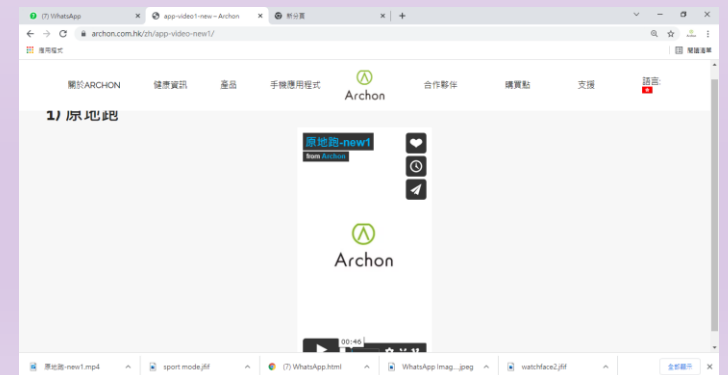 (7) WhatsApp
app-video1-new – Archon
新分頁
archon.com.hk/zh/app-video-new1/
應用程式
閱讀清單
關於ARCHON
健康資訊
產品
手機應用程式
Archon
合作夥伴
購買點
支援
語言:
1) 原地跑
原地跑-new1
from Archon
Archon
00:46
原地跑-new1.mp4
sport mode.jfif
(7) WhatsApp.html
WhatsApp Imag...jpeg
watchface2.jfif
全部顯示